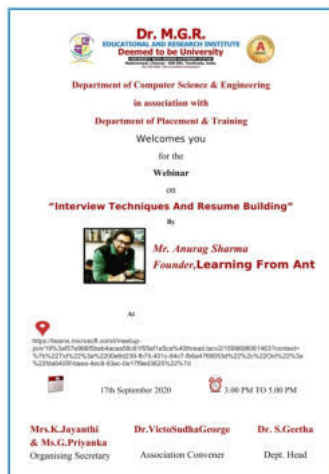 Dr. M.G.R.
EDUCATIONAL AND RESEARCH INSTITUTE
Deemed to be University
Department of Computer Science & Engineering
in association with
Department of Placement & Training
Welcomes you
for the
Webinar
on
“Interview Techniques And Resume Building”
By
Mr. Anurag Sharma
Founder,Learning From Ant
At
17th September 2020
3.00 PM TO 5.00 PM
Mrs.K.Jayanthi
& Ms.G.Priyanka
Organising Secretary
Dr.VictoSudhaGeorge
Association Convener
Dr. S.Geetha
Dept. Head